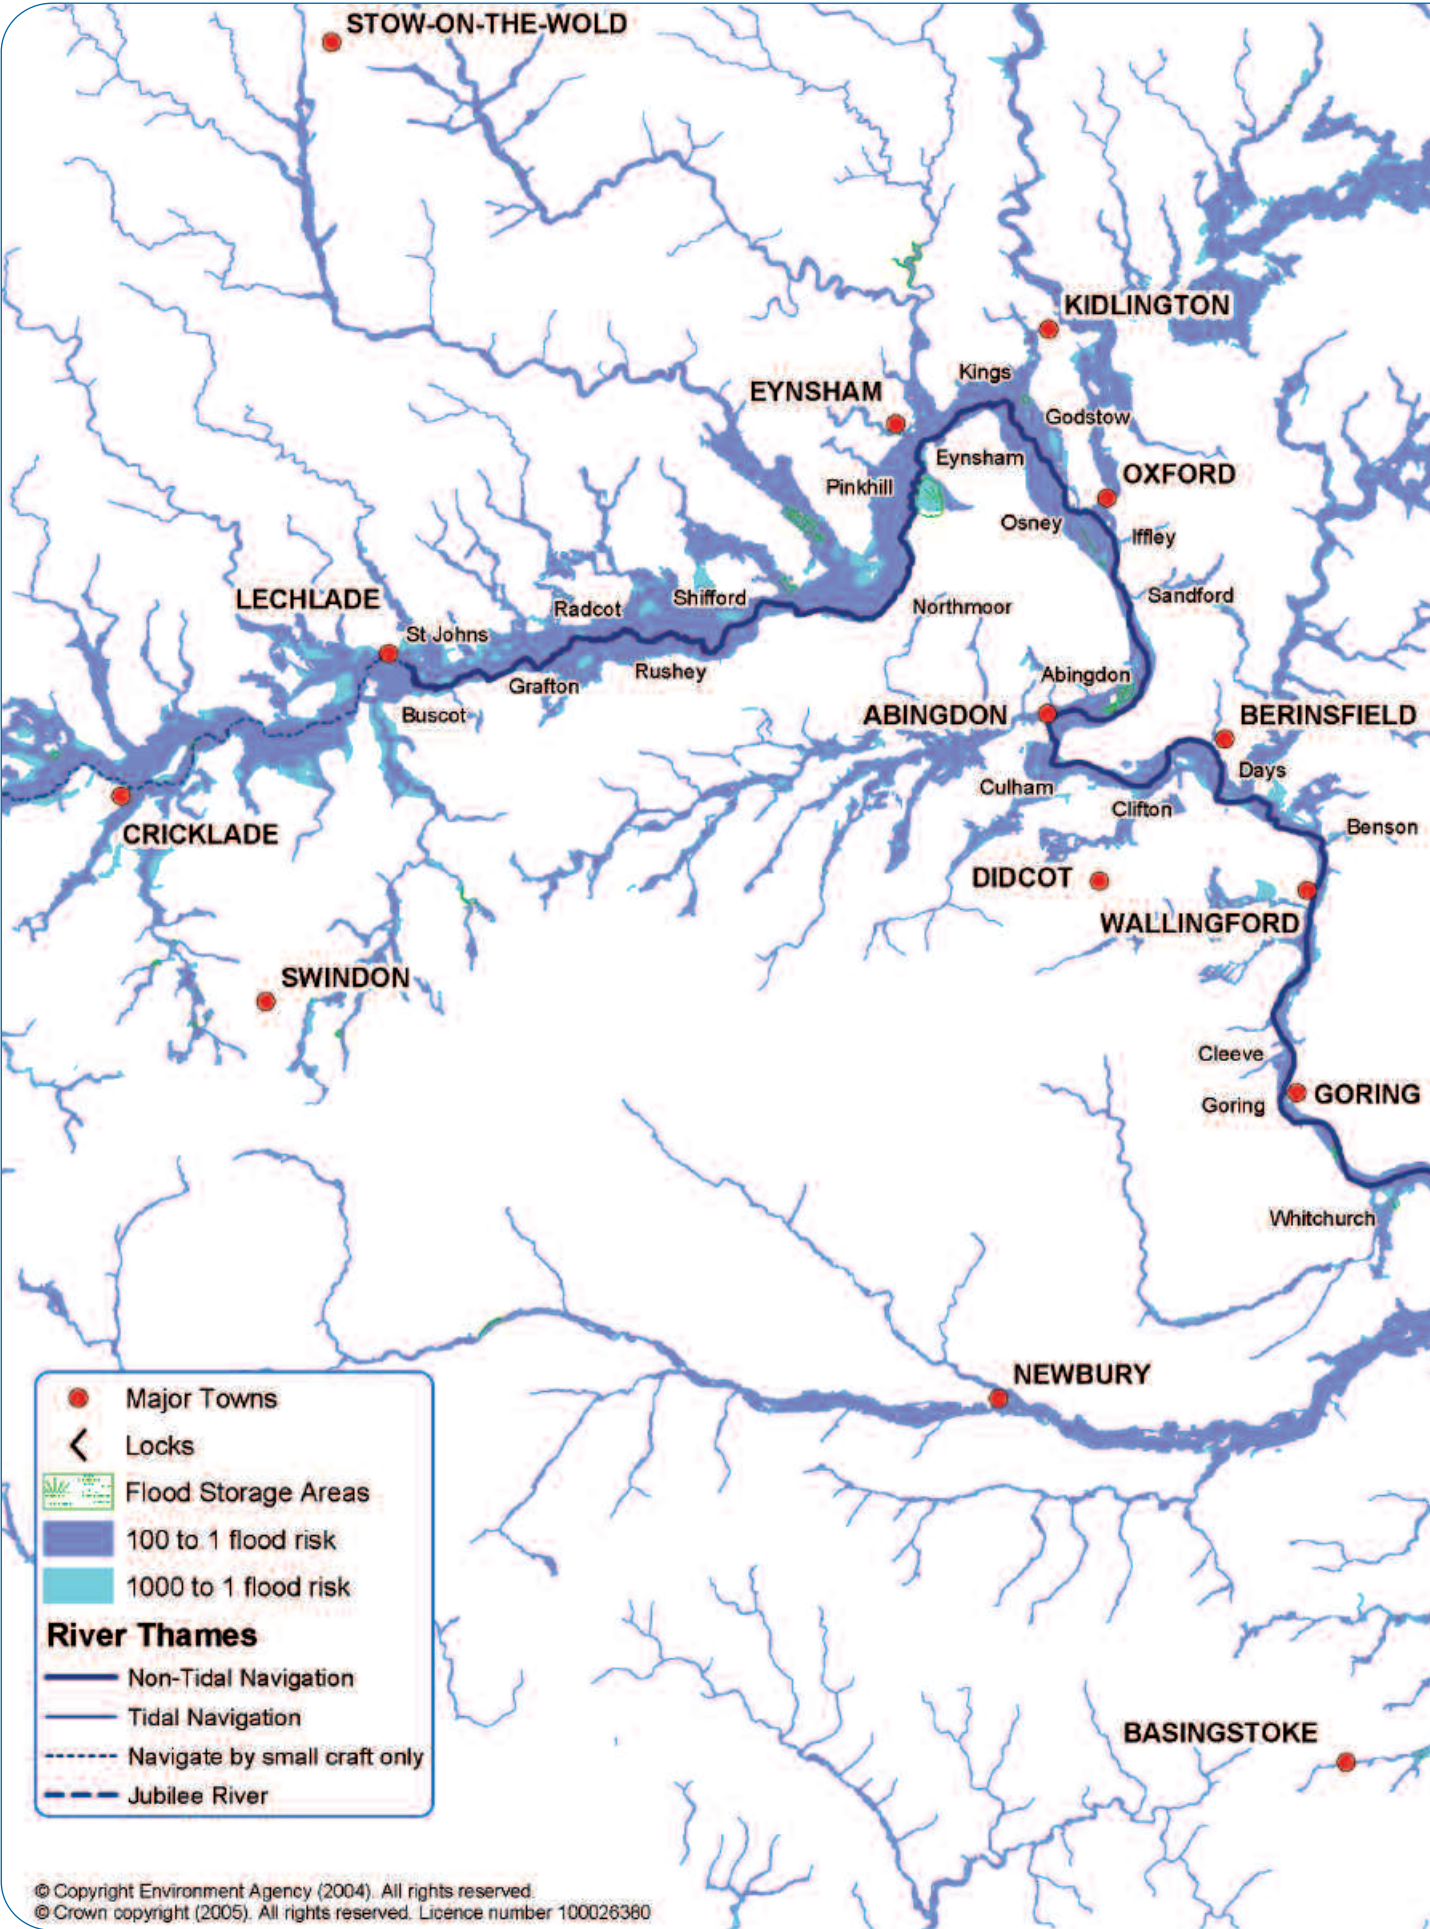 STOW-ON-THE-WOLD
KIDLINGTON
Kings
EYNSHAM
Godstow
Eynsham
OXFORD
Pinkhill
Osney
Iffley
LECHLADE
Shifford
Sandford
Radcot
Northmoor
St Johns
Rushey
Abingdon
Grafton
Buscot
ABINGDON
BERINSFIELD
Days
Culham
Clifton
Benson
CRICKLADE
DIDCOT
WALLINGFORD
SWINDON
Cleeve
GORING
Goring
Whitchurch
NEWBURY
Major Towns
Locks
Flood Storage Areas
100 to 1 flood risk
1000 to 1 flood risk
River Thames
Non-Tidal Navigation
Tidal Navigation
Navigate by small craft only
Jubilee River
BASINGSTOKE
© Copyright Environment Agency (2004). All rights reserved.
© Crown copyright (2005). All rights reserved. Licence number 100026380